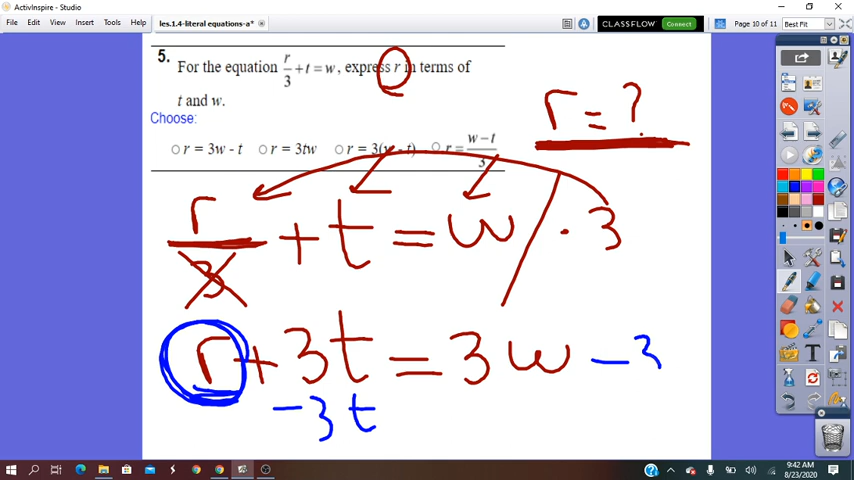 ActivInspire - Studio
File Edit View Insert Tools Help
les.1.4-literal equations-a*
CLASSFLOW
Connect
Page 10 of 11
Best Fit
5. For the equation r/3 + t = w, express r in terms of
t and w.
Choose:
r = 3w - t r = 3tw r = 3(w - t) r = w - t/3
r = ?
r/3 + t = w / · 3
r + 3t = 3w - 3
- 3t
9:42 AM
8/23/2020